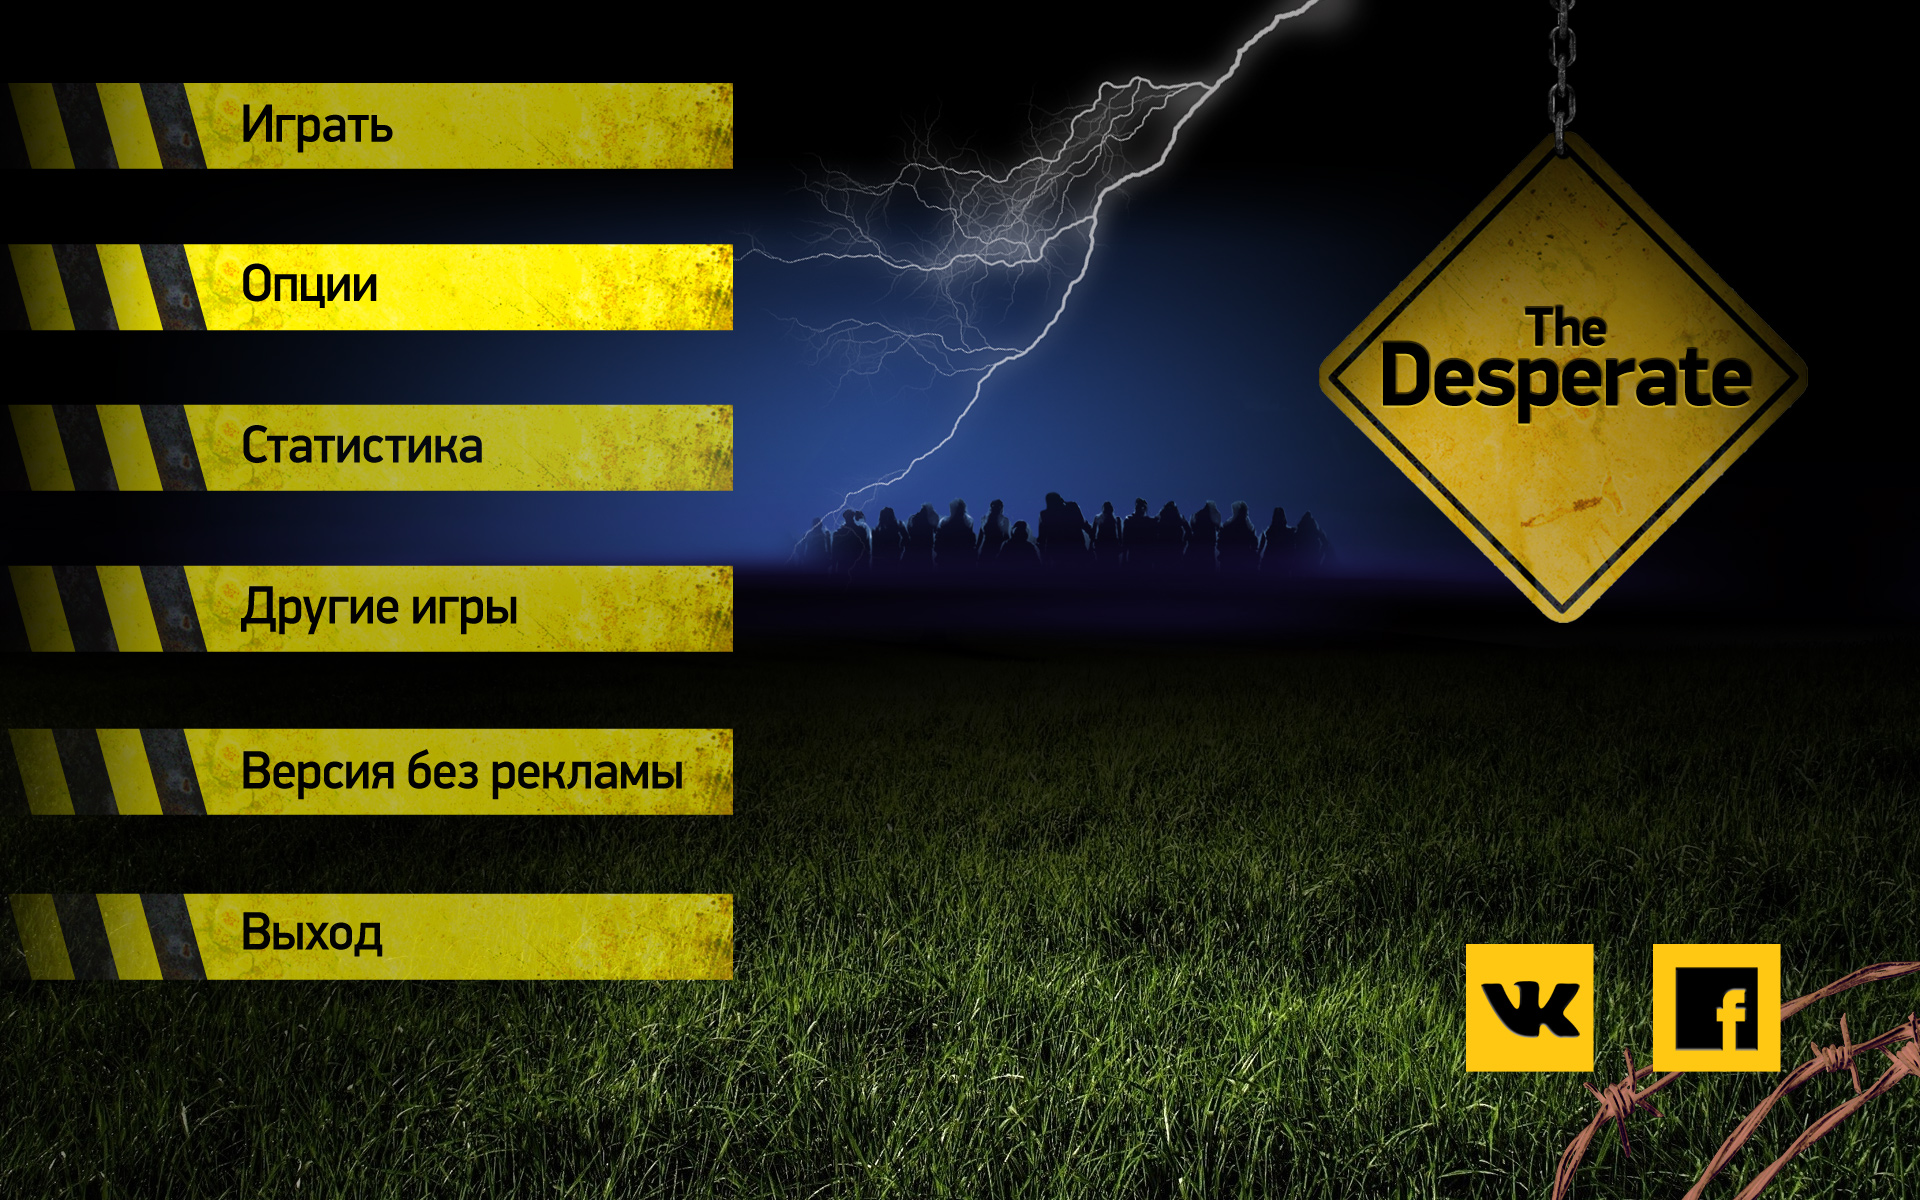 Играть
Опции
Статистика
Другие игры
Версия без рекламы
Выход
The
Desperate